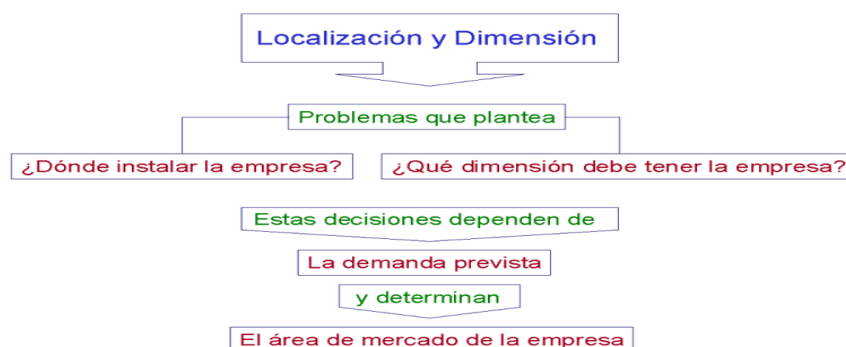 Localización y Dimensión
Problemas que plantea
¿Dónde instalar la empresa?
¿Qué dimensión debe tener la empresa?
Estas decisiones dependen de
La demanda prevista
y determinan
El área de mercado de la empresa